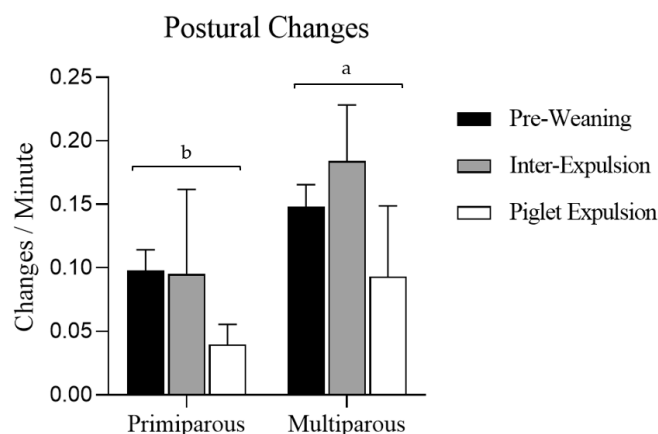 Postural Changes
Changes / Minute
0.25
0.20
0.15
0.10
0.05
0.00
b
a
Primiparous
Multiparous
Pre-Weaning
Inter-Expulsion
Piglet Expulsion